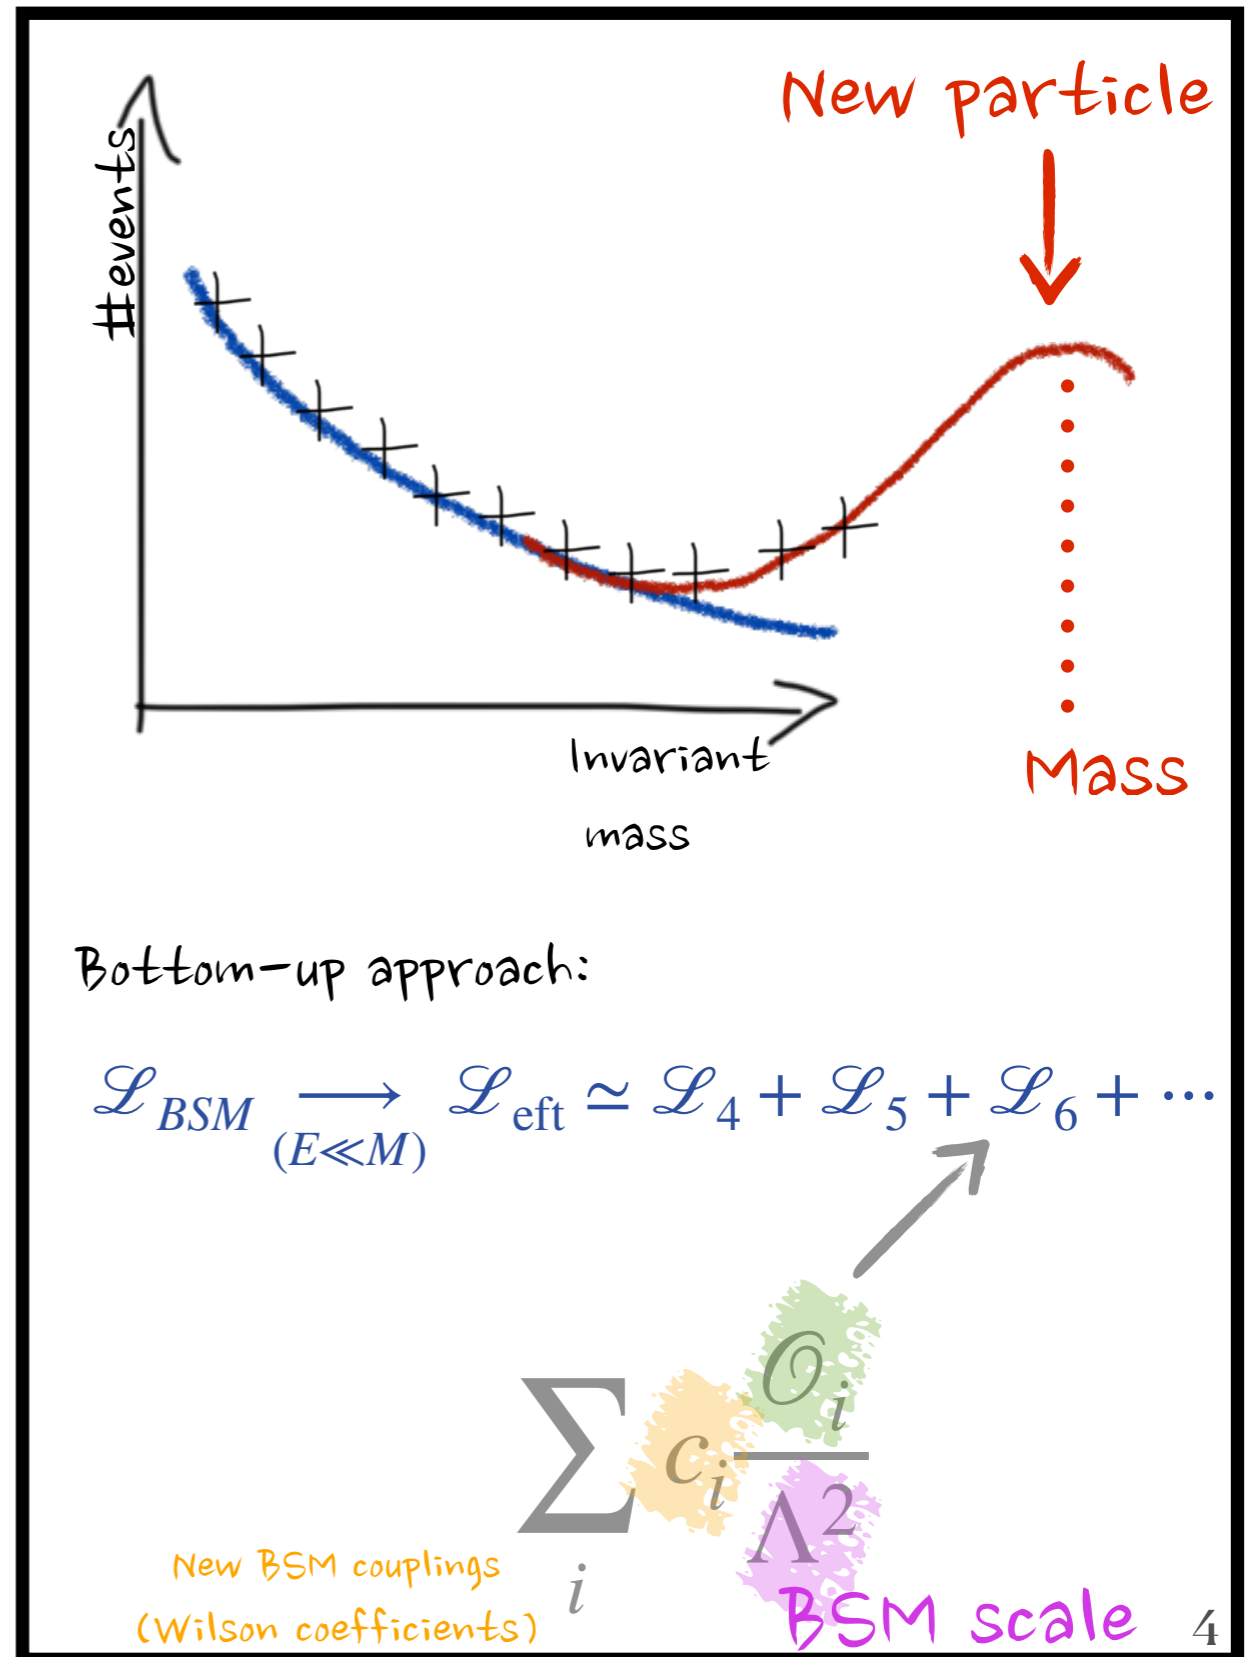 New particle
#events
Invariant
mass
Mass
Bottom-up approach:
ℒ_BSM ⟶_(E≪M) ℒ_eft ≃ ℒ_4 + ℒ_5 + ℒ_6 + ⋯
∑_i c_i 𝒪_i / Λ^2
New BSM couplings
(Wilson coefficients)
BSM scale
4